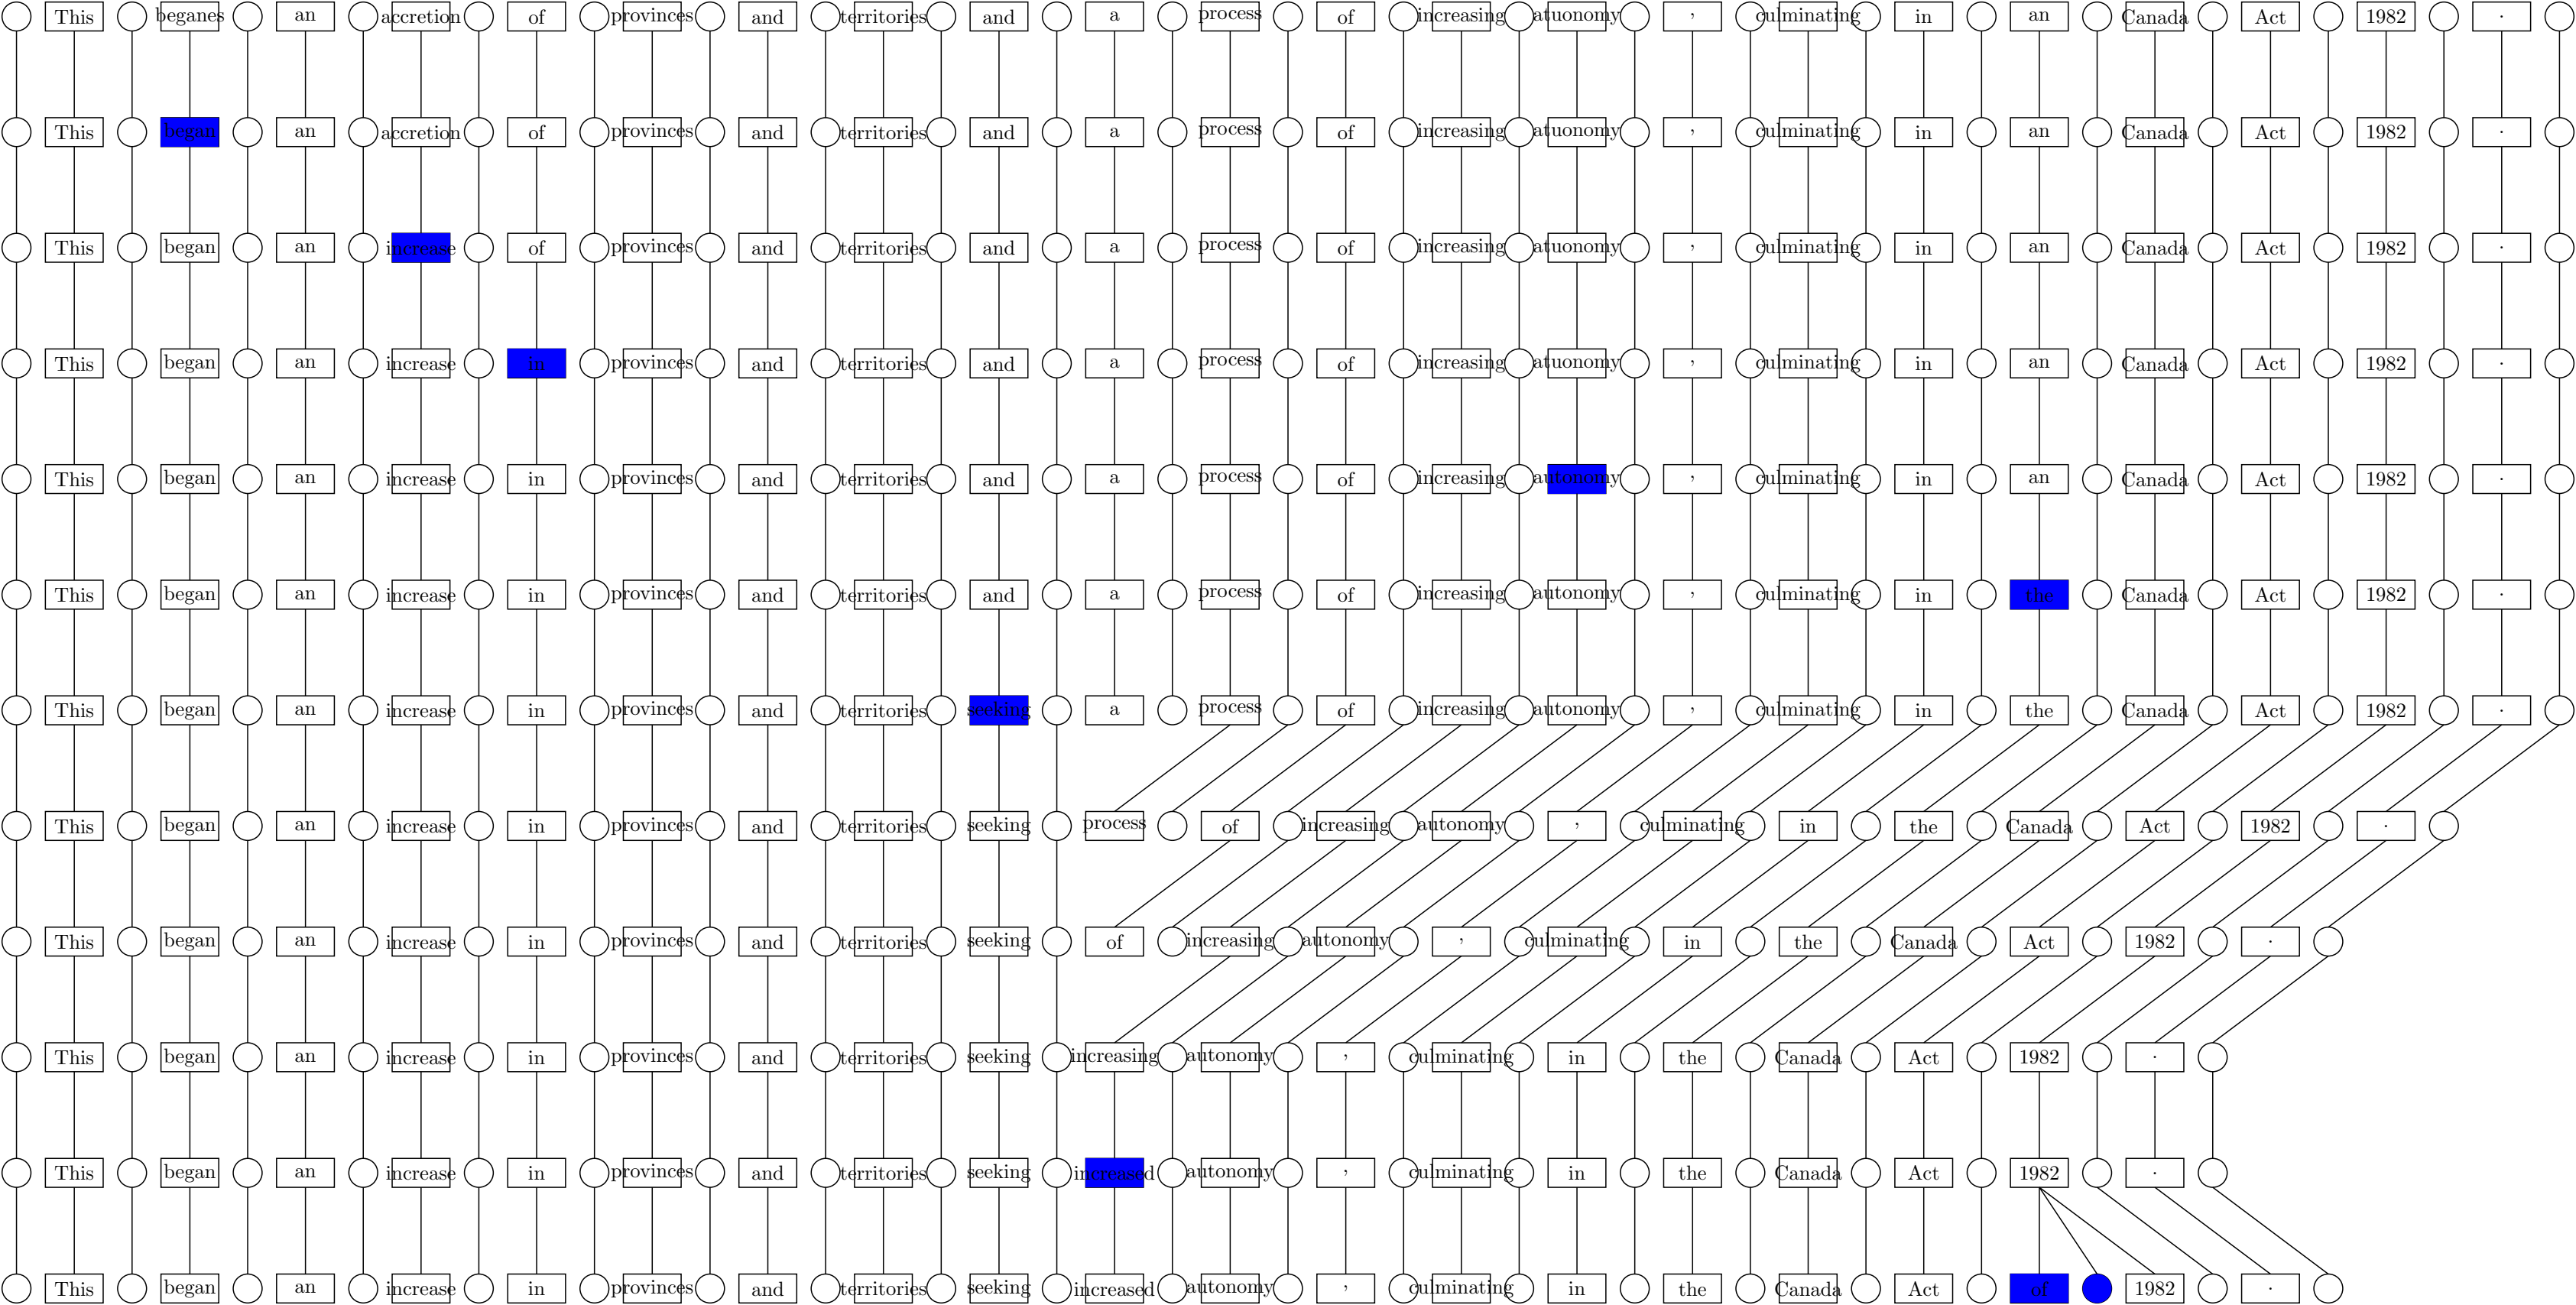 This beganes an accretion of provinces and territories and a process of increasing atuonomy , culminating in an Canada Act 1982 .
This began an accretion of provinces and territories and a process of increasing atuonomy , culminating in an Canada Act 1982 .
This began an increase of provinces and territories and a process of increasing atuonomy , culminating in an Canada Act 1982 .
This began an increase in provinces and territories and a process of increasing atuonomy , culminating in an Canada Act 1982 .
This began an increase in provinces and territories and a process of increasing autonomy , culminating in an Canada Act 1982 .
This began an increase in provinces and territories and a process of increasing autonomy , culminating in the Canada Act 1982 .
This began an increase in provinces and territories seeking a process of increasing autonomy , culminating in the Canada Act 1982 .
This began an increase in provinces and territories seeking process of increasing autonomy , culminating in the Canada Act 1982 .
This began an increase in provinces and territories seeking of increasing autonomy , culminating in the Canada Act 1982 .
This began an increase in provinces and territories seeking increasing autonomy , culminating in the Canada Act 1982 .
This began an increase in provinces and territories seeking increased autonomy , culminating in the Canada Act 1982 .
This began an increase in provinces and territories seeking increased autonomy , culminating in the Canada Act of 1982 .